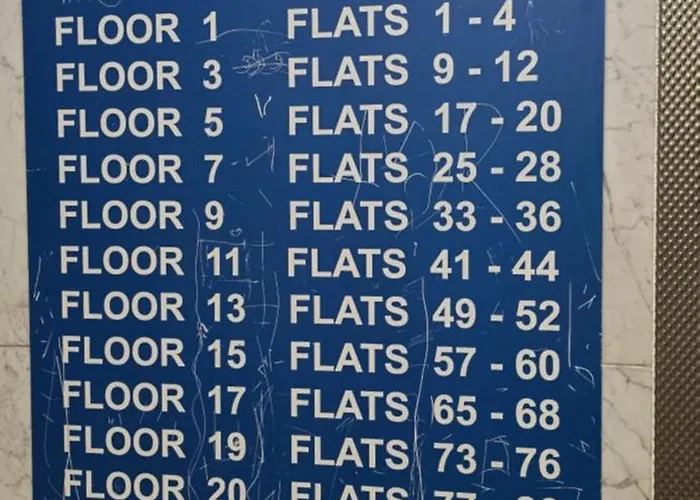 FLOOR 1 FLATS 1 - 4
FLOOR 3 FLATS 9 - 12
FLOOR 5 FLATS 17 - 20
FLOOR 7 FLATS 25 - 28
FLOOR 9 FLATS 33 - 36
FLOOR 11 FLATS 41 - 44
FLOOR 13 FLATS 49 - 52
FLOOR 15 FLATS 57 - 60
FLOOR 17 FLATS 65 - 68
FLOOR 19 FLATS 73 - 76
FLOOR 20 FLATS 77 -